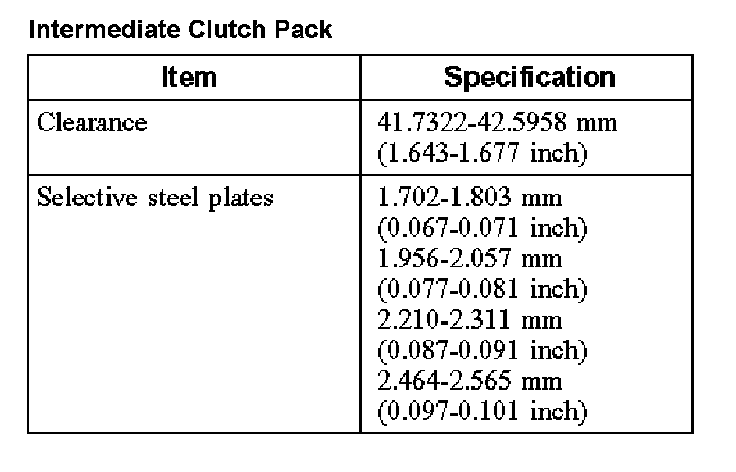 Intermediate Clutch Pack
Item Specification
Clearance 41.7322-42.5958 mm
(1.643-1.677 inch)
Selective steel plates 1.702-1.803 mm
(0.067-0.071 inch)
1.956-2.057 mm
(0.077-0.081 inch)
2.210-2.311 mm
(0.087-0.091 inch)
2.464-2.565 mm
(0.097-0.101 inch)